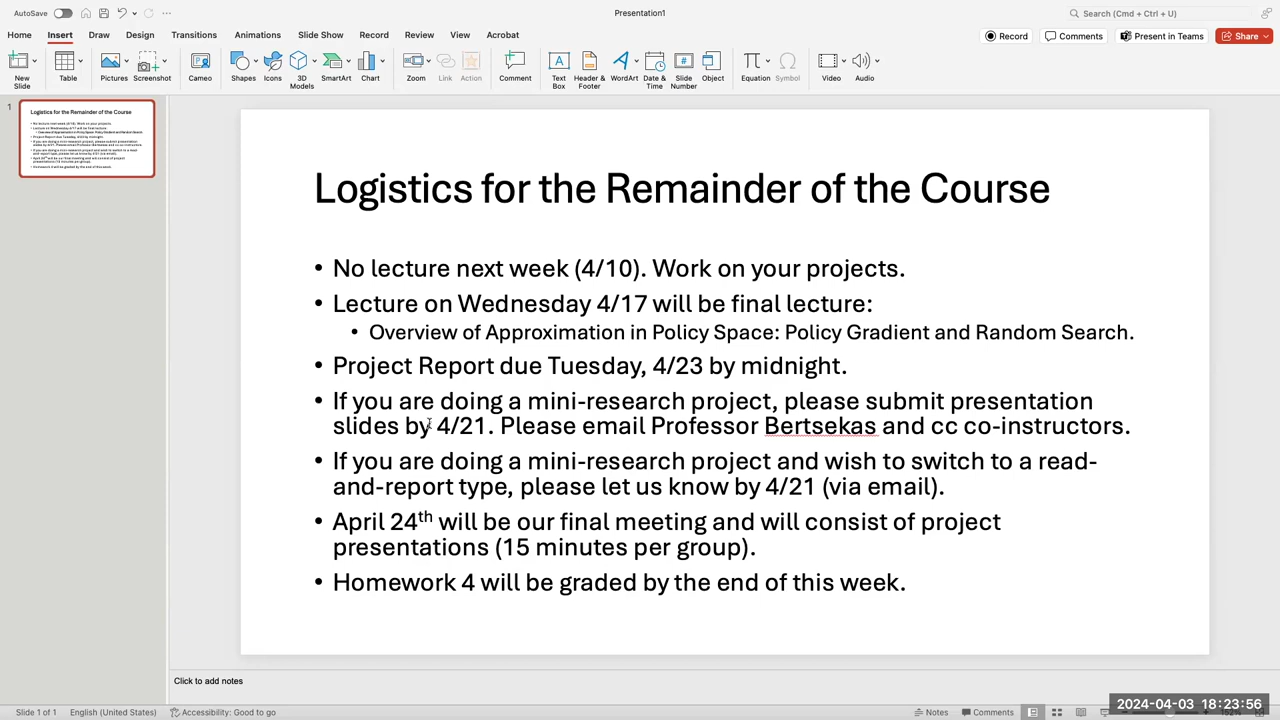 AutoSave
Presentation1
Search (Cmd + Ctrl + U)
Home Insert Draw Design Transitions Animations Slide Show Record Review View Acrobat
Record Comments Present in Teams Share
New Slide
Table
Pictures
Screenshot
Cameo
Shapes
Icons
3D Models
SmartArt
Chart
Zoom
Link
Action
Comment
Text Box
Header & Footer
WordArt
Date & Time
Slide Number
Object
Equation
Symbol
Video
Audio
1
Logistics for the Remainder of the Course
• No lecture next week (4/10). Work on your projects.
• Lecture on Wednesday 4/17 will be final lecture:
• Overview of Approximation in Policy Space: Policy Gradient and Random Search.
• Project Report due Tuesday, 4/23 by midnight.
• If you are doing a mini-research project, please submit presentation
slides by 4/21. Please email Professor Bertsekas and cc co-instructors.
• If you are doing a mini-research project and wish to switch to a read-
and-report type, please let us know by 4/21 (via email).
• April 24th will be our final meeting and will consist of project
presentations (15 minutes per group).
• Homework 4 will be graded by the end of this week.
Click to add notes
Slide 1 of 1 English (United States) Accessibility: Good to go
Notes Comments
2024-04-03 18:23:56